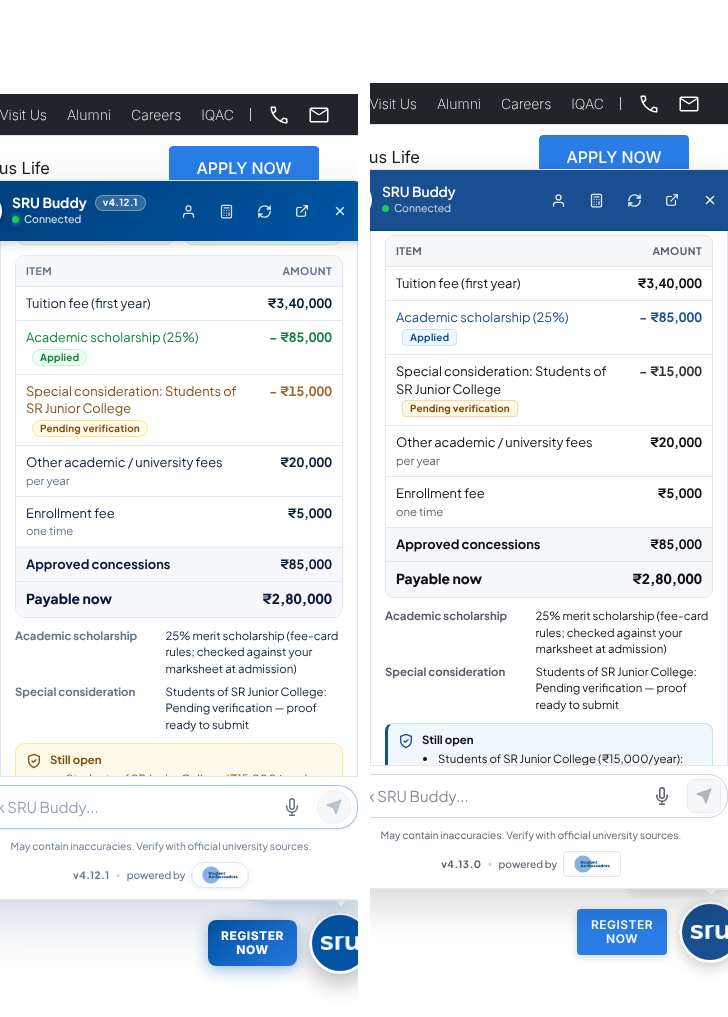 Visit Us Alumni Careers IQAC |
us Life
APPLY NOW
SRU Buddy v4.12.1
Connected
ITEM AMOUNT
Tuition fee (first year) ₹3,40,000
Academic scholarship (25%) − ₹85,000
Applied
Special consideration: Students of − ₹15,000
SR Junior College
Pending verification
Other academic / university fees ₹20,000
per year
Enrollment fee ₹5,000
one time
Approved concessions ₹85,000
Payable now ₹2,80,000
Academic scholarship 25% merit scholarship (fee-card
rules; checked against your
marksheet at admission)
Special consideration Students of SR Junior College:
Pending verification — proof
ready to submit
Still open
SRU Buddy...
May contain inaccuracies. Verify with official university sources.
v4.12.1 • powered by Student Ambassadors
REGISTER
NOW
sru
Visit Us Alumni Careers IQAC |
us Life
APPLY NOW
SRU Buddy
Connected
ITEM AMOUNT
Tuition fee (first year) ₹3,40,000
Academic scholarship (25%) − ₹85,000
Applied
Special consideration: Students of − ₹15,000
SR Junior College
Pending verification
Other academic / university fees ₹20,000
per year
Enrollment fee ₹5,000
one time
Approved concessions ₹85,000
Payable now ₹2,80,000
Academic scholarship 25% merit scholarship (fee-card
rules; checked against your
marksheet at admission)
Special consideration Students of SR Junior College:
Pending verification — proof
ready to submit
Still open
• Students of SR Junior College (₹15,000/year):
SRU Buddy...
May contain inaccuracies. Verify with official university sources.
v4.13.0 • powered by Student Ambassadors
REGISTER
NOW
sru